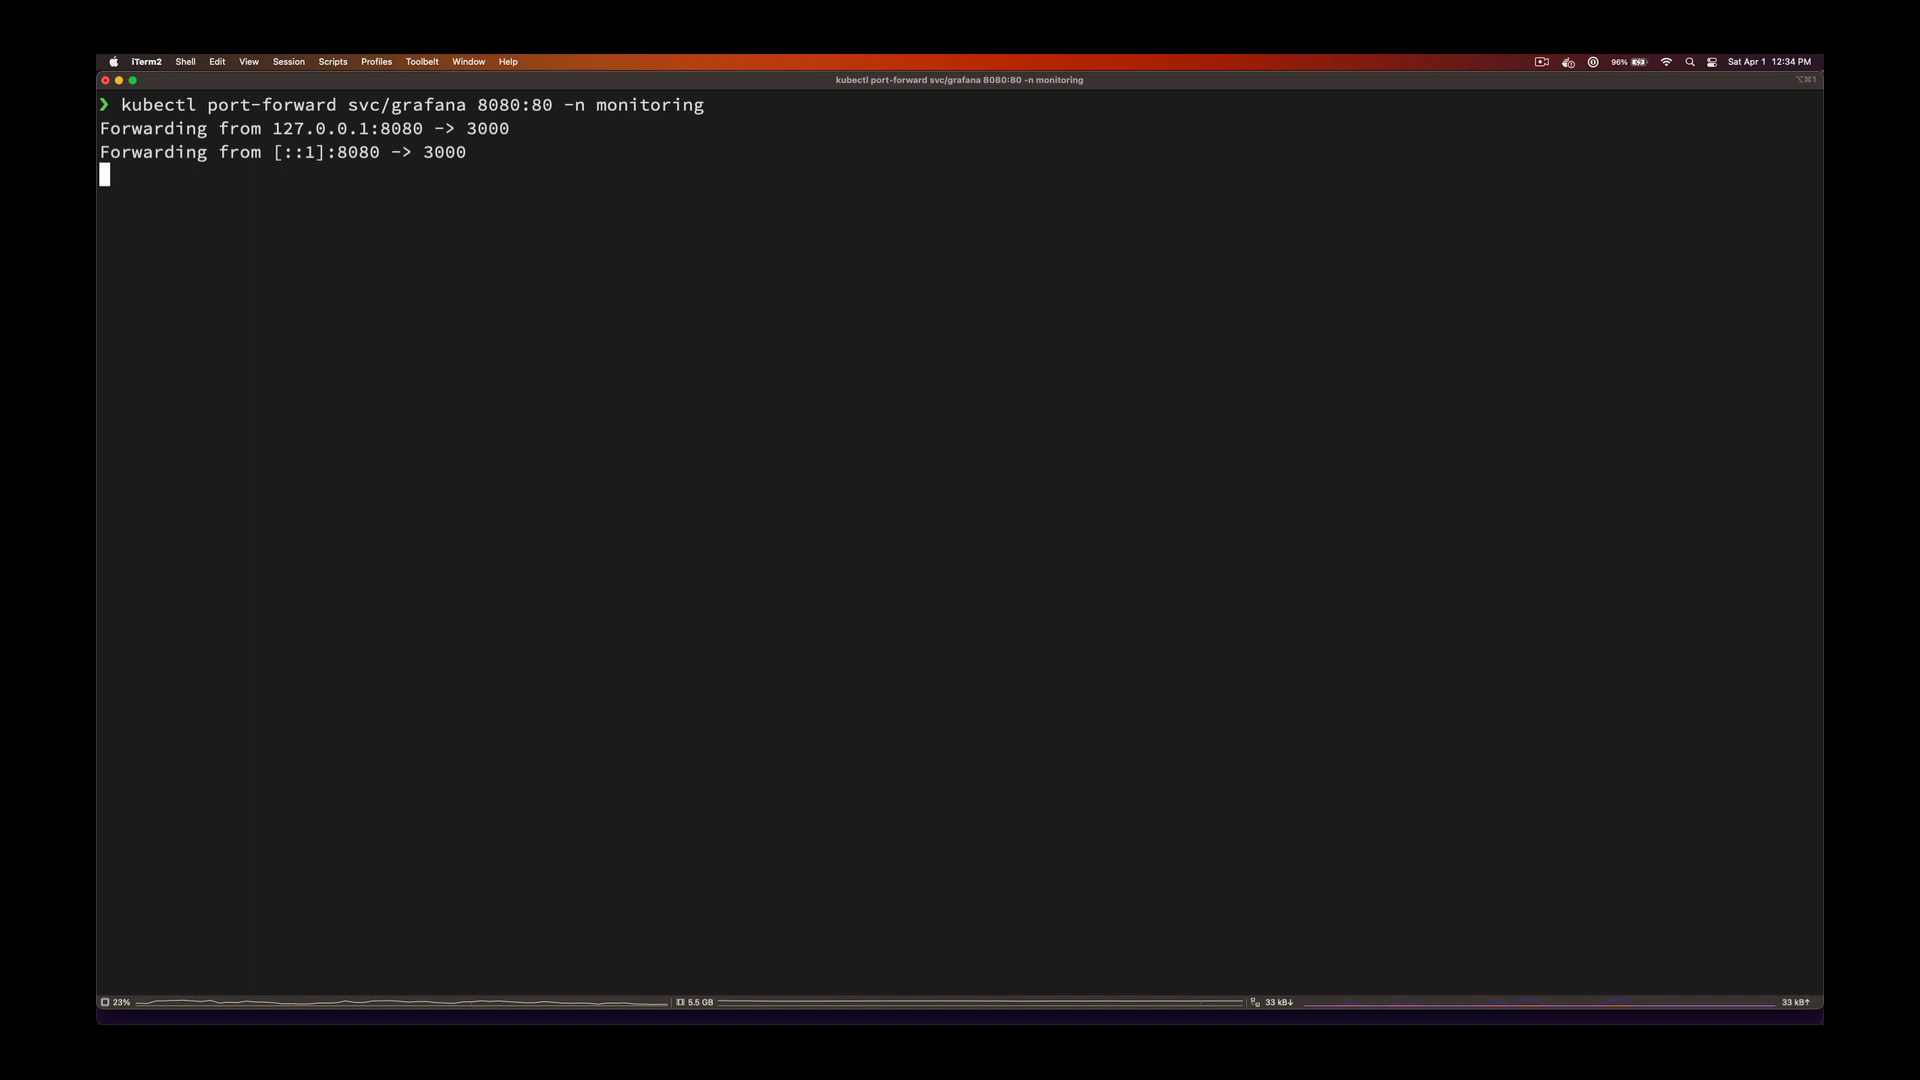 iTerm2 Shell Edit View Session Scripts Profiles Toolbelt Window Help 96% Sat Apr 1 12:34 PM
kubectl port-forward svc/grafana 8080:80 -n monitoring ⌥⌘1
❯ kubectl port-forward svc/grafana 8080:80 -n monitoring
Forwarding from 127.0.0.1:8080 -> 3000
Forwarding from [::1]:8080 -> 3000
23% 5.5 GB 33 kB↓ 33 kB↑